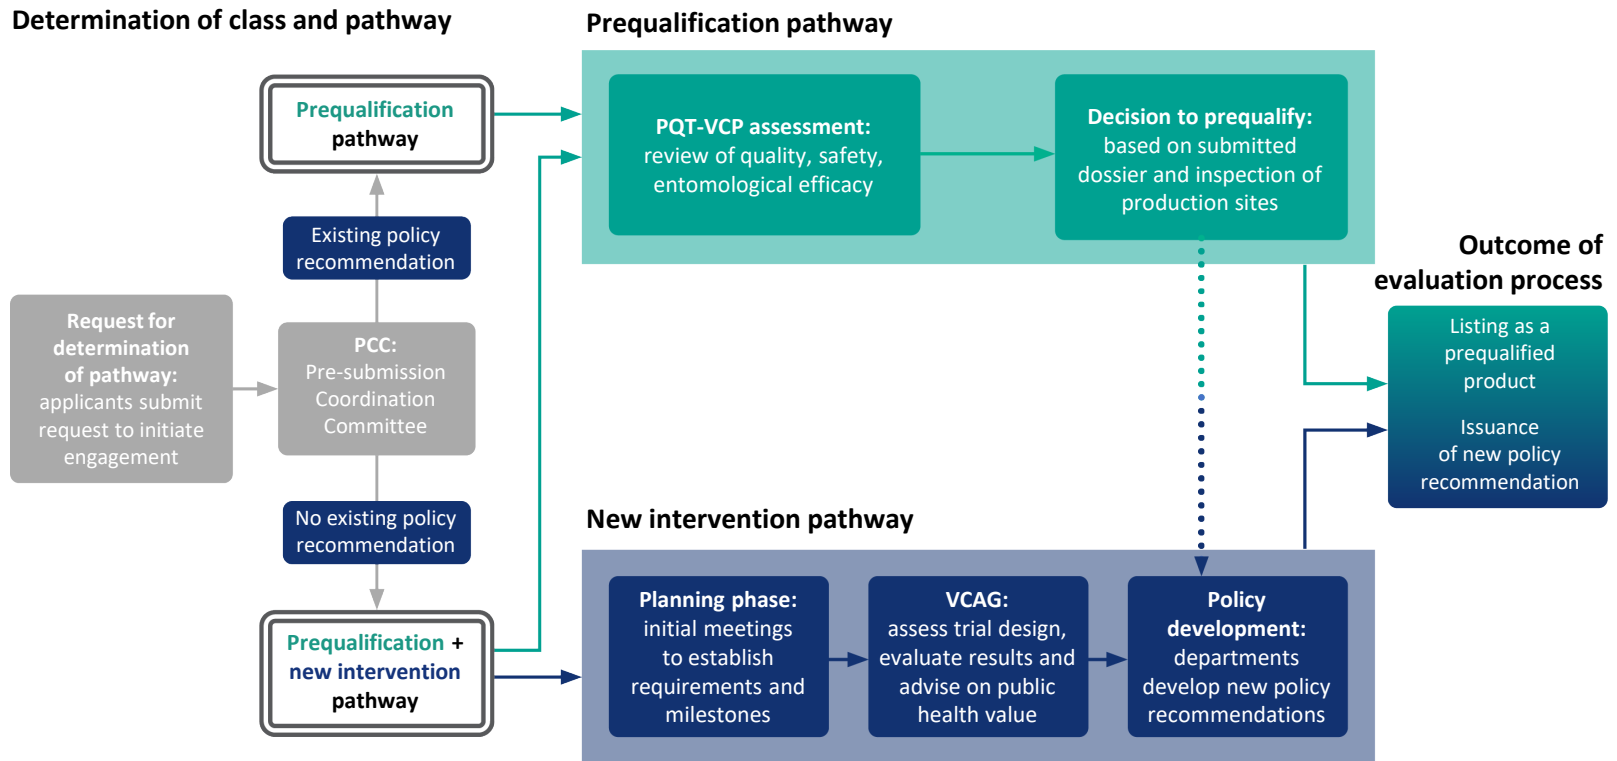 Determination of class and pathway
Prequalification
pathway
Existing policy
recommendation
Request for
determination
of pathway:
applicants submit
request to initiate
engagement
PCC:
Pre-submission
Coordination
Committee
No existing policy
recommendation
Prequalification +
new intervention
pathway
Prequalification pathway
PQT-VCP assessment:
review of quality, safety,
entomological efficacy
Decision to prequalify:
based on submitted
dossier and inspection of
production sites
New intervention pathway
Planning phase:
initial meetings
to establish
requirements and
milestones
VCAG:
assess trial design,
evaluate results and
advise on public
health value
Policy
development:
departments
develop new policy
recommendations
Outcome of
evaluation process
Listing as a
prequalified
product
Issuance
of new policy
recommendation